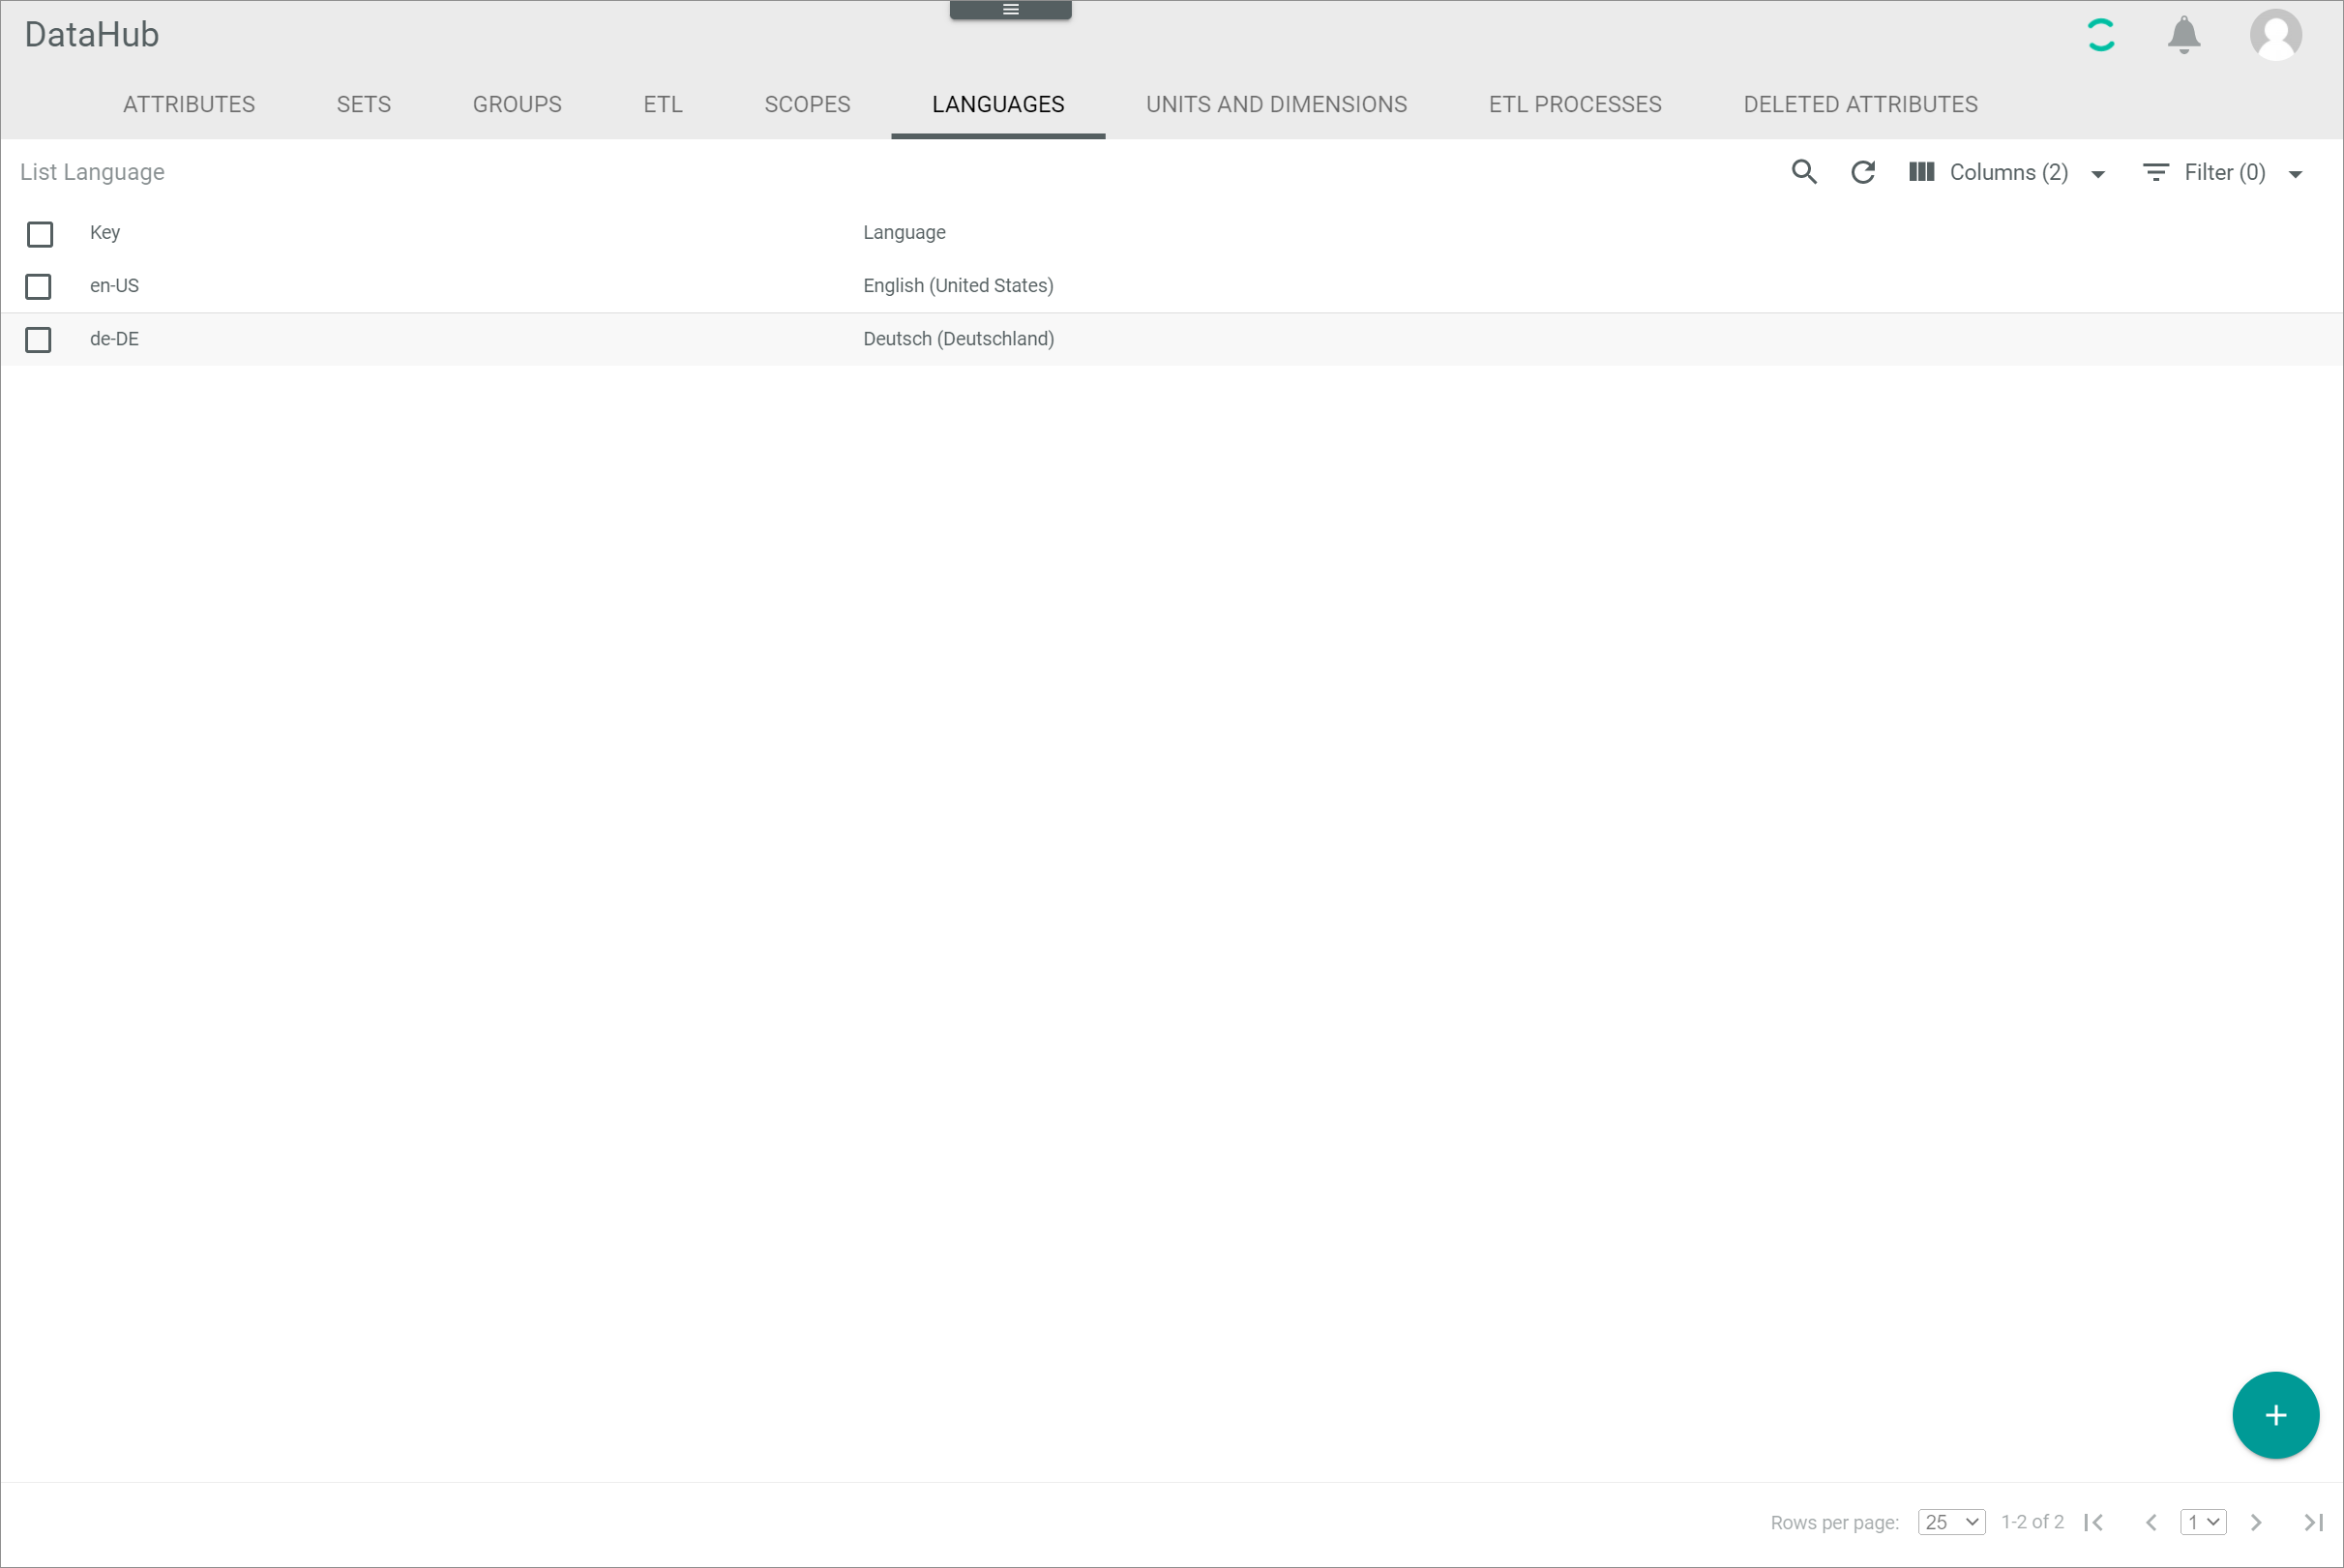 DataHub
ATTRIBUTES SETS GROUPS ETL SCOPES LANGUAGES UNITS AND DIMENSIONS ETL PROCESSES DELETED ATTRIBUTES
List Language Columns (2) Filter (0)
Key Language
en-US English (United States)
de-DE Deutsch (Deutschland)
Rows per page: 25 1-2 of 2 1